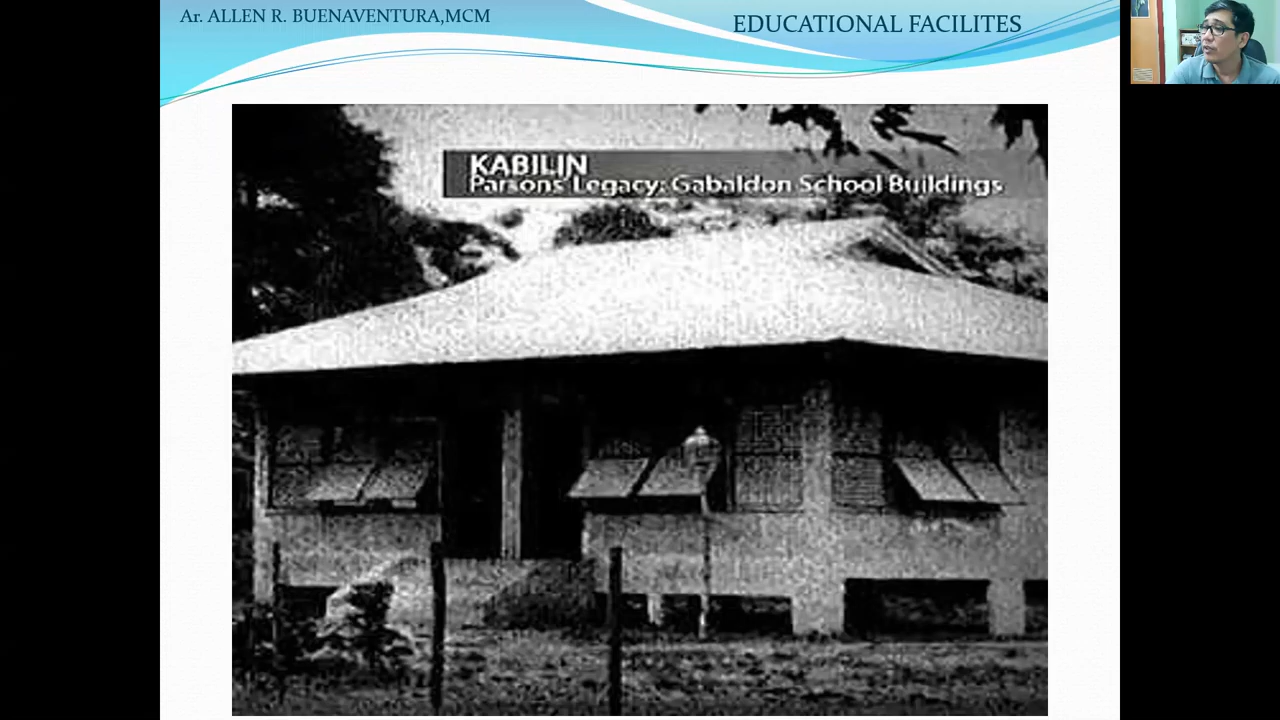 Ar. ALLEN R. BUENAVENTURA,MCM
EDUCATIONAL FACILITES
KABILIN
Parsons' Legacy: Gabaldon School Buildings